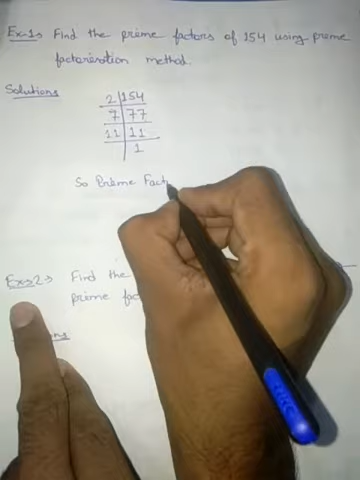 Ex-1» Find the prime factors of 154 using prime
factorisation method.
Solutions
2 154
7 77
11 11
1
So Prime Fact
Ex-2» Find the
prime fac